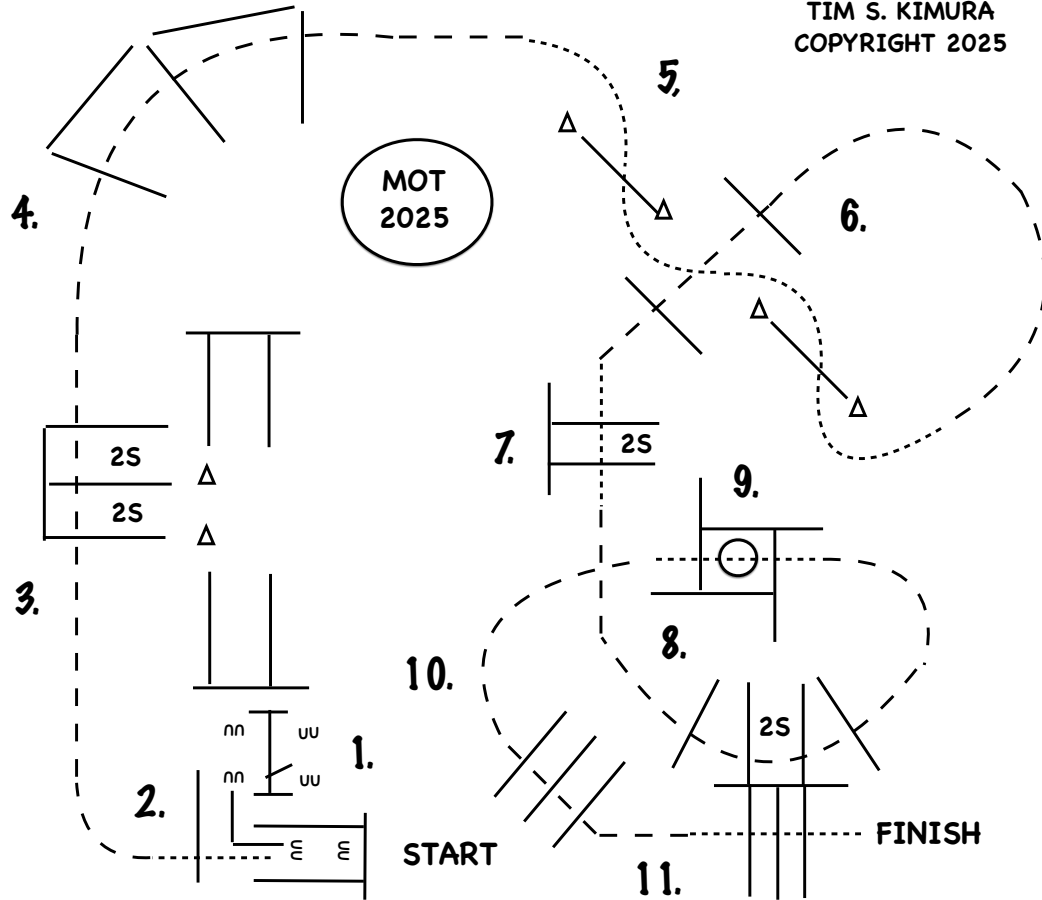 TIM S. KIMURA
COPYRIGHT 2025
5.
MOT
2025
4.
6.
2S
7.
2S
2S
9.
3.
8.
10.
2S
1.
2.
START
FINISH
11.